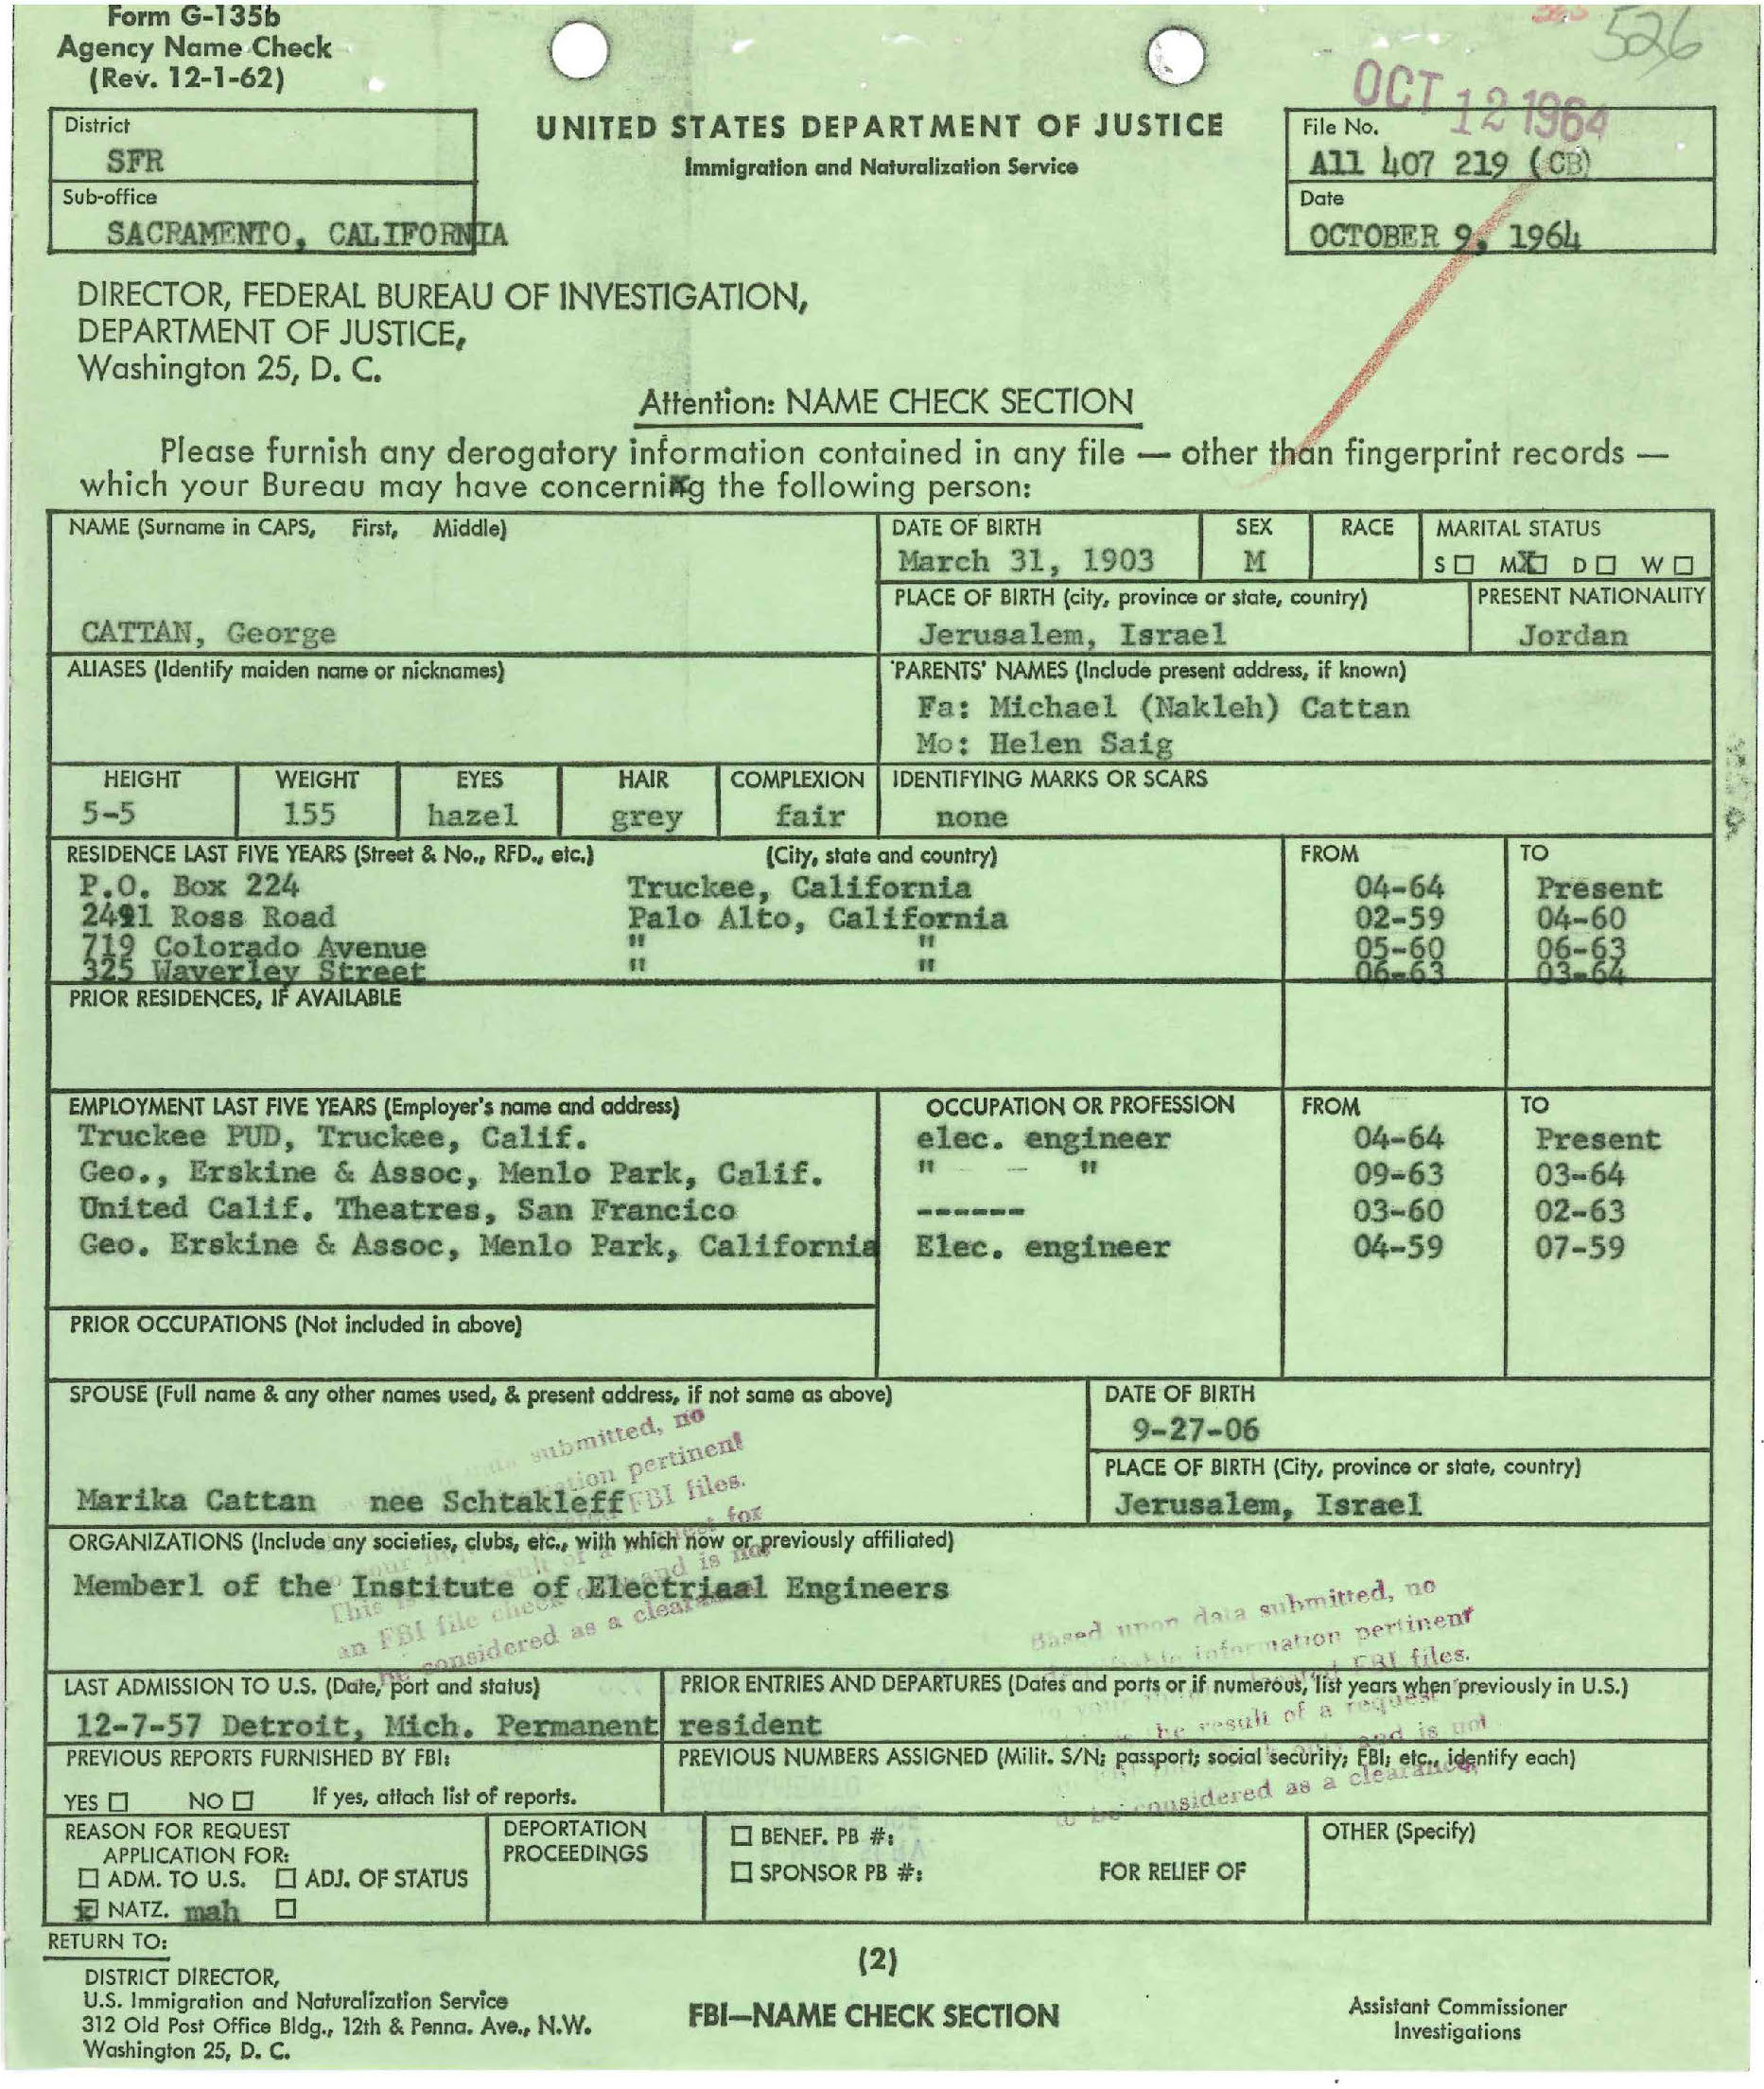 Form G-135b
Agency Name Check
(Rev. 12-1-62)
526
OCT 12 1964
District
SFR
Sub-office
SACRAMENTO, CALIFORNIA
UNITED STATES DEPARTMENT OF JUSTICE
Immigration and Naturalization Service
File No.
A11 407 219 (CB)
Date
OCTOBER 9, 1964
DIRECTOR, FEDERAL BUREAU OF INVESTIGATION,
DEPARTMENT OF JUSTICE,
Washington 25, D. C.
Attention: NAME CHECK SECTION
Please furnish any derogatory information contained in any file — other than fingerprint records —
which your Bureau may have concerning the following person:
NAME (Surname in CAPS, First, Middle)
CATTAN, George
DATE OF BIRTH
March 31, 1903
SEX
M
RACE
MARITAL STATUS
S ☐ M ☒ D ☐ W ☐
PLACE OF BIRTH (city, province or state, country)
Jerusalem, Israel
PRESENT NATIONALITY
Jordan
ALIASES (Identify maiden name or nicknames)
PARENTS' NAMES (Include present address, if known)
Fa: Michael (Nakleh) Cattan
Mo: Helen Saig
HEIGHT
5-5
WEIGHT
155
EYES
hazel
HAIR
grey
COMPLEXION
fair
IDENTIFYING MARKS OR SCARS
none
RESIDENCE LAST FIVE YEARS (Street & No., RFD., etc.) (City, state and country) FROM TO
P.O. Box 224 Truckee, California 04-64 Present
2491 Ross Road Palo Alto, California 02-59 04-60
719 Colorado Avenue " " 05-60 06-63
325 Waverley Street " " 06-63 03-64
PRIOR RESIDENCES, IF AVAILABLE
EMPLOYMENT LAST FIVE YEARS (Employer's name and address) OCCUPATION OR PROFESSION FROM TO
Truckee PUD, Truckee, Calif. elec. engineer 04-64 Present
Geo., Erskine & Assoc, Menlo Park, Calif. " - " 09-63 03-64
United Calif. Theatres, San Francico ------ 03-60 02-63
Geo. Erskine & Assoc, Menlo Park, California Elec. engineer 04-59 07-59
PRIOR OCCUPATIONS (Not included in above)
SPOUSE (Full name & any other names used, & present address, if not same as above)
Marika Cattan nee Schtakleff
DATE OF BIRTH
9-27-06
PLACE OF BIRTH (City, province or state, country)
Jerusalem, Israel
submitted, no
pertinent
FBI files.
for
and is not
This
an FBI file check
be considered as a clearance
ORGANIZATIONS (Include any societies, clubs, etc., with which now or previously affiliated)
Memberl of the Institute of Electriaal Engineers
Based upon data submitted, no
information pertinent
FBI files.
be result of a request
and is not
to be considered as a clearance.
LAST ADMISSION TO U.S. (Date, port and status)
12-7-57 Detroit, Mich. Permanent resident
PRIOR ENTRIES AND DEPARTURES (Dates and ports or if numerous, list years when previously in U.S.)
PREVIOUS REPORTS FURNISHED BY FBI:
YES ☐ NO ☐ If yes, attach list of reports.
PREVIOUS NUMBERS ASSIGNED (Milit. S/N; passport; social security; FBI; etc., identify each)
REASON FOR REQUEST
APPLICATION FOR:
☐ ADM. TO U.S. ☐ ADJ. OF STATUS
☒ NATZ. mah ☐
DEPORTATION
PROCEEDINGS
☐ BENEF. PB #:
☐ SPONSOR PB #:
FOR RELIEF OF
OTHER (Specify)
RETURN TO:
DISTRICT DIRECTOR,
U.S. Immigration and Naturalization Service
312 Old Post Office Bldg., 12th & Penna. Ave., N.W.
Washington 25, D. C.
(2)
FBI—NAME CHECK SECTION
Assistant Commissioner
Investigations